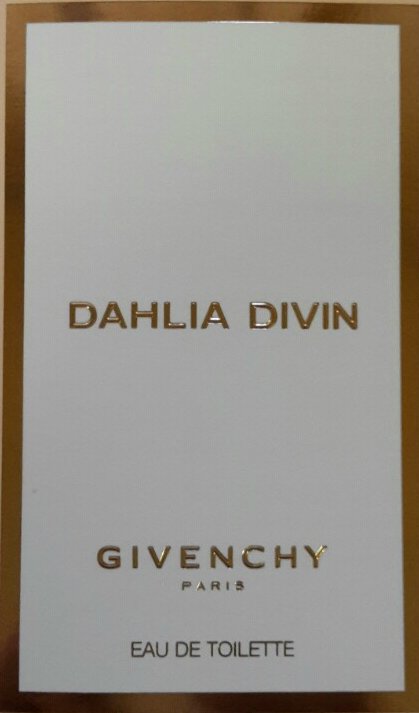 DAHLIA DIVIN
GIVENCHY
PARIS
EAU DE TOILETTE